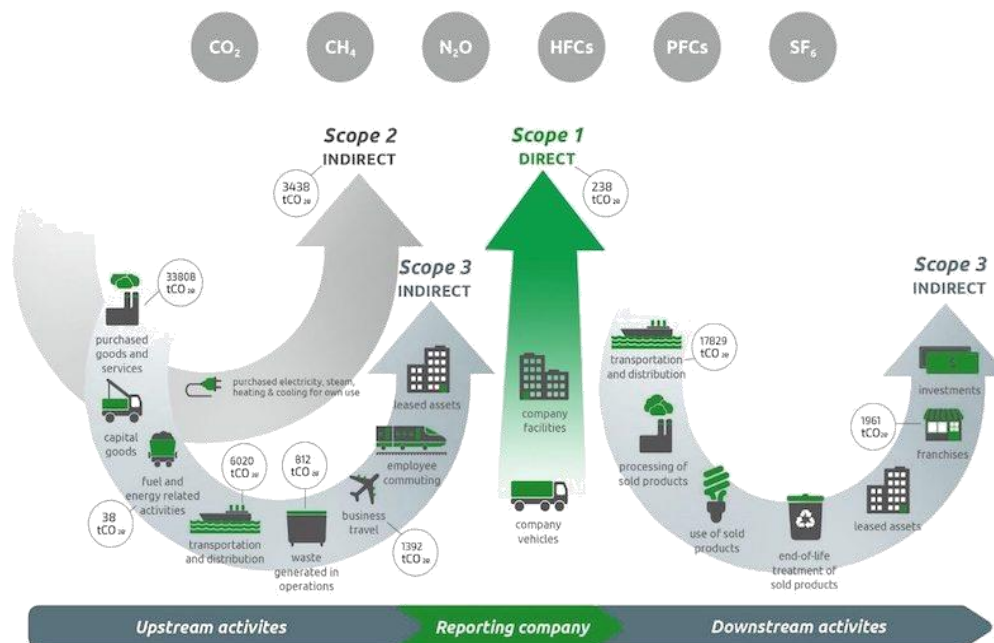 CO₂ CH₄ N₂O HFCs PFCs SF₆
Scope 2
INDIRECT
3438
tCO₂e
Scope 1
DIRECT
238
tCO₂e
Scope 3
INDIRECT
Scope 3
INDIRECT
33808
tCO₂e
purchased
goods and
services
purchased electricity, steam,
heating & cooling for own use
capital
goods
fuel and
energy related
activities
38
tCO₂e
6020
tCO₂e
transportation
and distribution
812
tCO₂e
waste
generated in
operations
business
travel
1392
tCO₂e
employee
commuting
leased assets
company
facilities
company
vehicles
17829
tCO₂e
transportation
and distribution
processing of
sold products
use of sold
products
end-of-life
treatment of
sold products
leased assets
1961
tCO₂e
franchises
investments
Upstream activites
Reporting company
Downstream activites